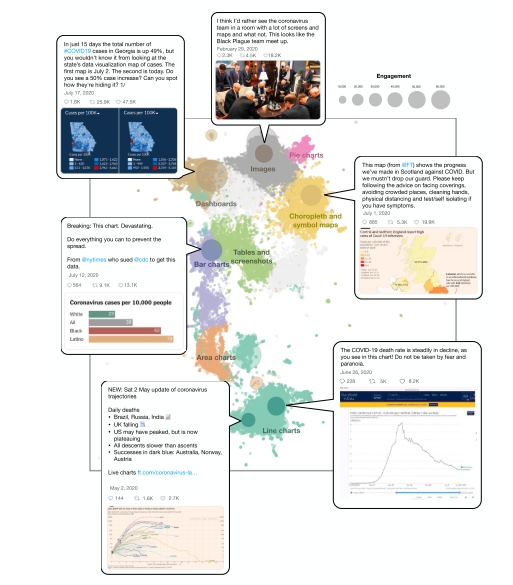 I think I'd rather see the coronavirus
team in a room with a lot of screens and
maps and what not. This looks like the
Black Plague team meet up.
February 29, 2020
2.3K 4.5K 18.2K
In just 15 days the total number of
#COVID19 cases in Georgia is up 49%, but
you wouldn't know it from looking at the
state's data visualization map of cases. The
first map is July 2. The second is today. Do
you see a 50% case increase? Can you spot
how they're hiding it? 1/
July 17, 2020
1.6K 25.9K 47.9K
Cases per 100K
Cases per 100K
Engagement
Images
Pie charts
Dashboards
Choropleth and
symbol maps
This map (from @FT) shows the progress
we've made in Scotland against COVID. But
we mustn't drop our guard. Please keep
following the advice on facing coverings,
avoiding crowded places, cleaning hands,
physical distancing and test/self isolating if
you have symptoms.
July 1, 2020
885 5.3K 19.9K
Breaking: This chart. Devastating.
Do everything you can to prevent the
spread.
From @nytimes who sued @cdc to get this
data.
July 12, 2020
564 9.1K 13.1K
Coronavirus cases per 10,000 people
White
All
Black
Latino
Tables and
screenshots
Bar charts
Area charts
Line charts
The COVID-19 death rate is steadily in decline, as
you see in this chart! Do not be taken by fear and
paranoia.
June 26, 2020
228 3K 8.2K
NEW: Sat 2 May update of coronavirus
trajectories
Daily deaths
• Brazil, Russia, India
• UK falling
• US may have peaked, but is now
plateauing
• All descents slower than ascents
• Successes in dark blue: Australia, Norway,
Austria
Live charts ft.com/coronavirus-la...
May 2, 2020
144 1.6K 2.7K